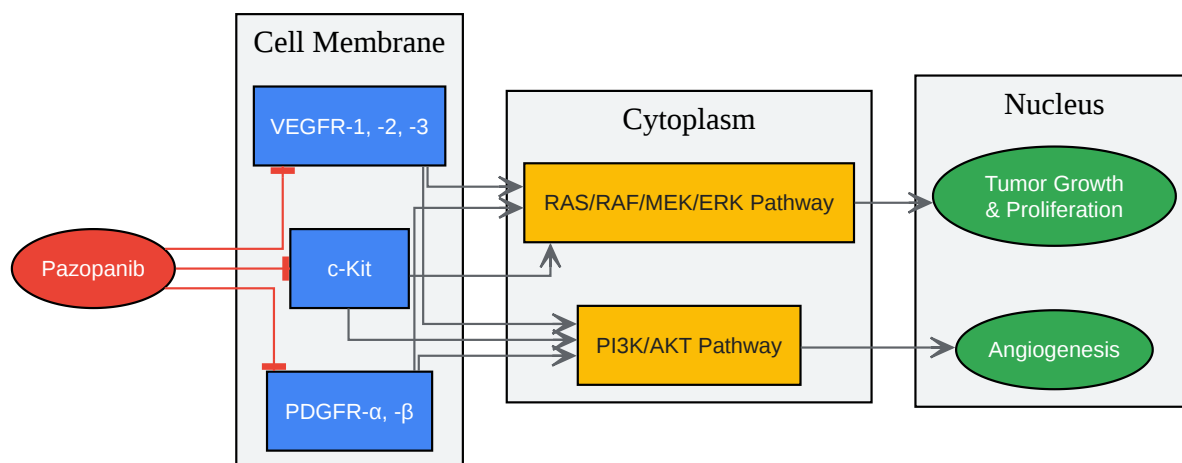 Cell Membrane
VEGFR-1, -2, -3
Pazopanib
c-Kit
PDGFR-α, -β
Cytoplasm
RAS/RAF/MEK/ERK Pathway
PI3K/AKT Pathway
Nucleus
Tumor Growth
& Proliferation
Angiogenesis